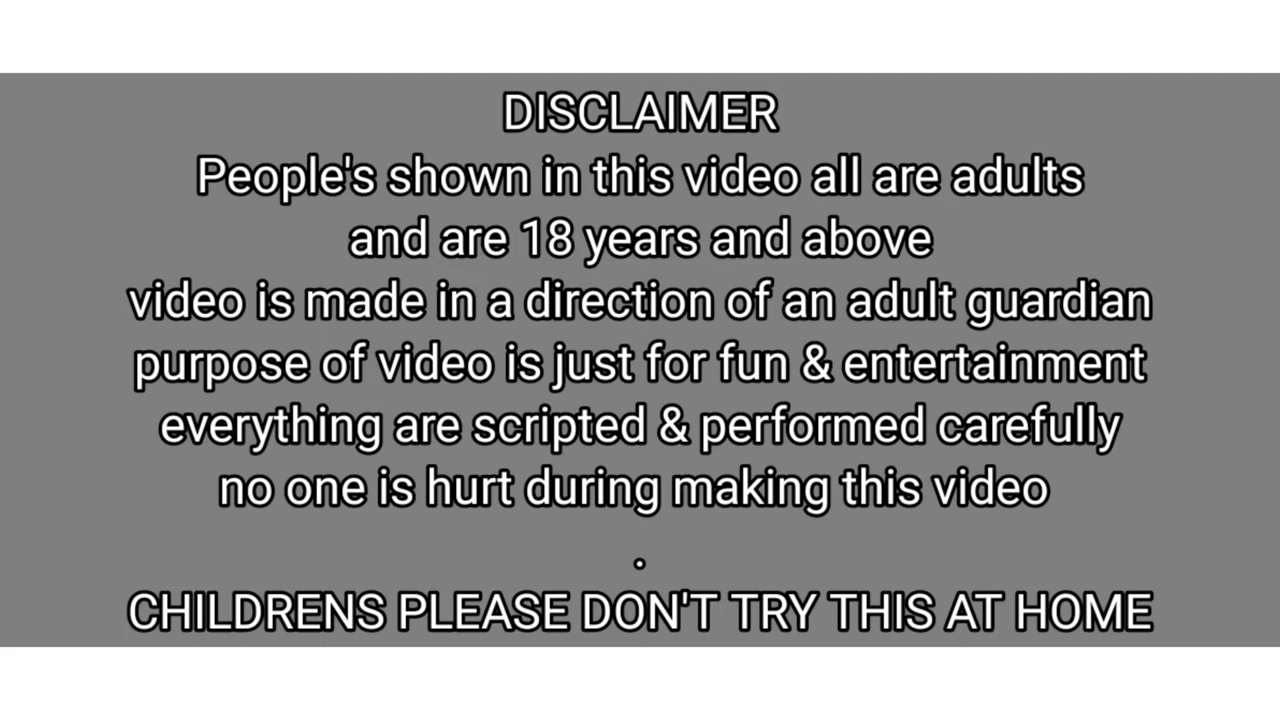 DISCLAIMER
People's shown in this video all are adults
and are 18 years and above
video is made in a direction of an adult guardian
purpose of video is just for fun & entertainment
everything are scripted & performed carefully
no one is hurt during making this video
.
CHILDRENS PLEASE DON'T TRY THIS AT HOME